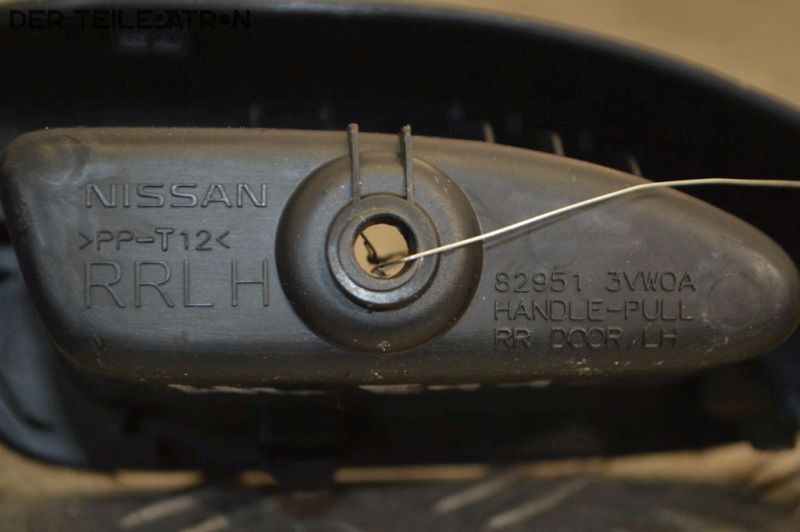 DER TEILEPATRON
NISSAN
>PP-T12<
RRLH
82951 3VW0A
HANDLE-PULL
RR DOOR, LH